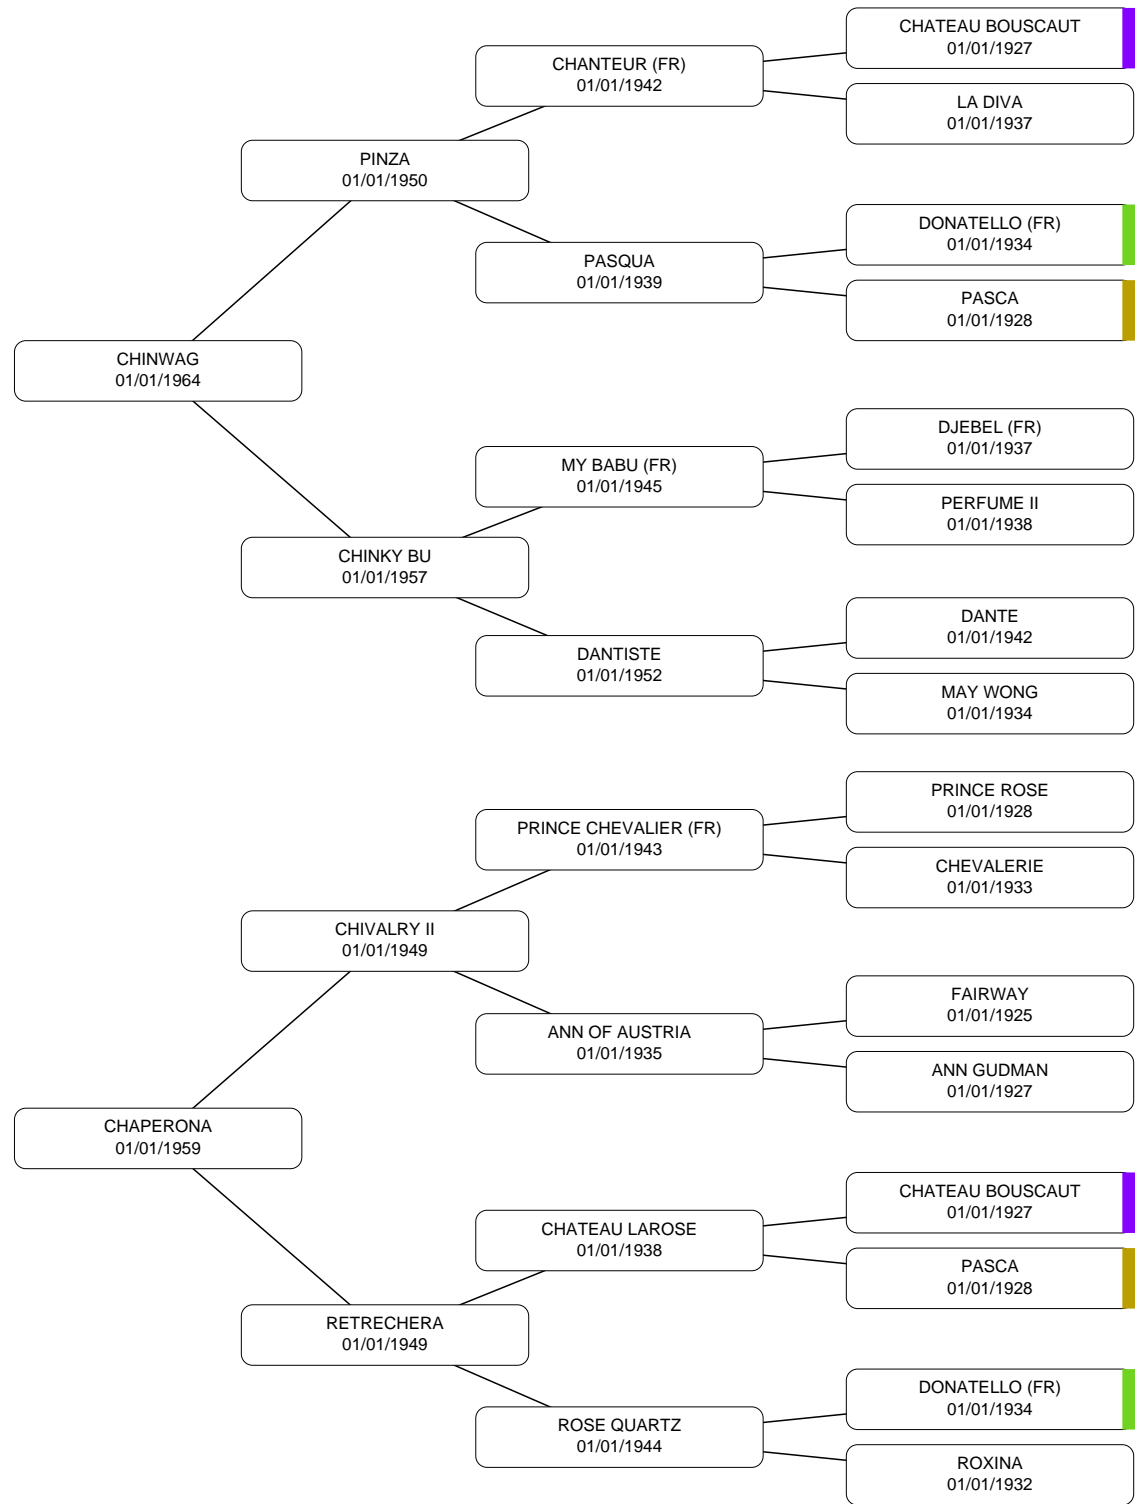 CHATEAU BOUSCAUT
01/01/1927
CHANTEUR (FR)
01/01/1942
LA DIVA
01/01/1937
PINZA
01/01/1950
DONATELLO (FR)
01/01/1934
PASQUA
01/01/1939
PASCA
01/01/1928
CHINWAG
01/01/1964
DJEBEL (FR)
01/01/1937
MY BABU (FR)
01/01/1945
PERFUME II
01/01/1938
CHINKY BU
01/01/1957
DANTE
01/01/1942
DANTISTE
01/01/1952
MAY WONG
01/01/1934
PRINCE ROSE
01/01/1928
PRINCE CHEVALIER (FR)
01/01/1943
CHEVALERIE
01/01/1933
CHIVALRY II
01/01/1949
FAIRWAY
01/01/1925
ANN OF AUSTRIA
01/01/1935
ANN GUDMAN
01/01/1927
CHAPERONA
01/01/1959
CHATEAU BOUSCAUT
01/01/1927
CHATEAU LAROSE
01/01/1938
PASCA
01/01/1928
RETRECHERA
01/01/1949
DONATELLO (FR)
01/01/1934
ROSE QUARTZ
01/01/1944
ROXINA
01/01/1932